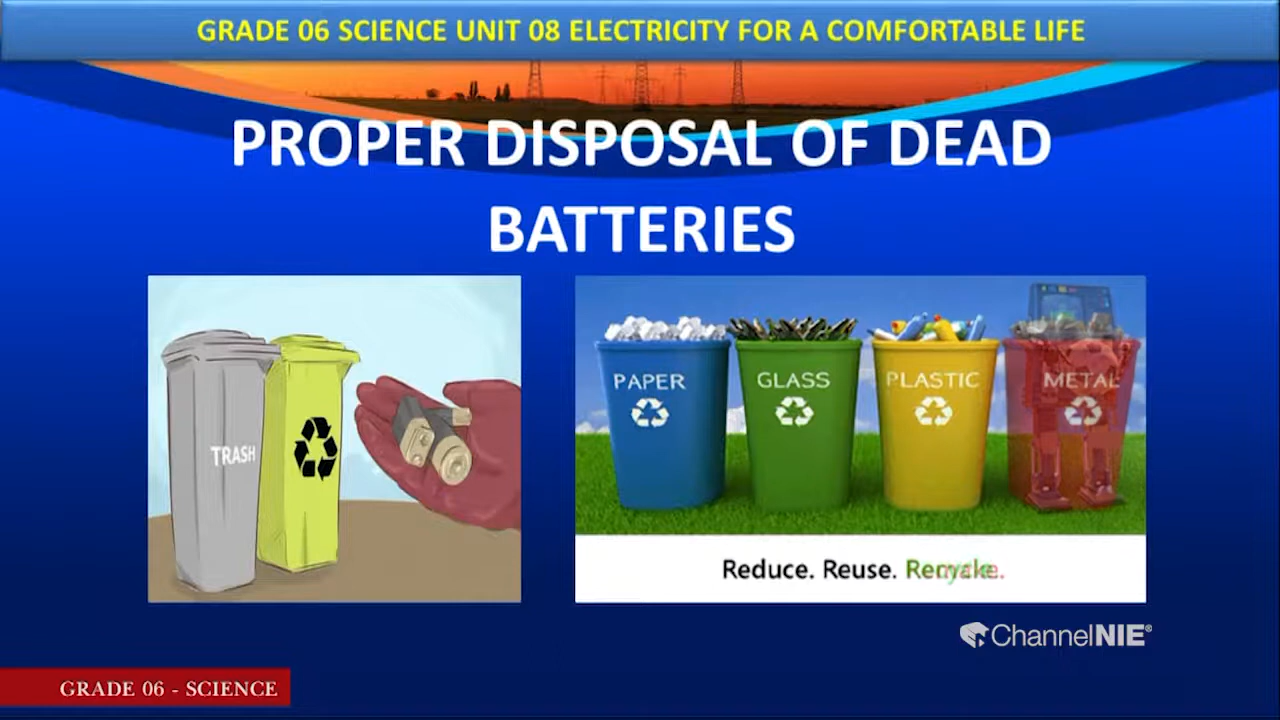 GRADE 06 SCIENCE UNIT 08 ELECTRICITY FOR A COMFORTABLE LIFE
PROPER DISPOSAL OF DEAD
BATTERIES
TRASH
PAPER
GLASS
PLASTIC
METAL
Reduce. Reuse.
ChannelNIE®
GRADE 06 - SCIENCE